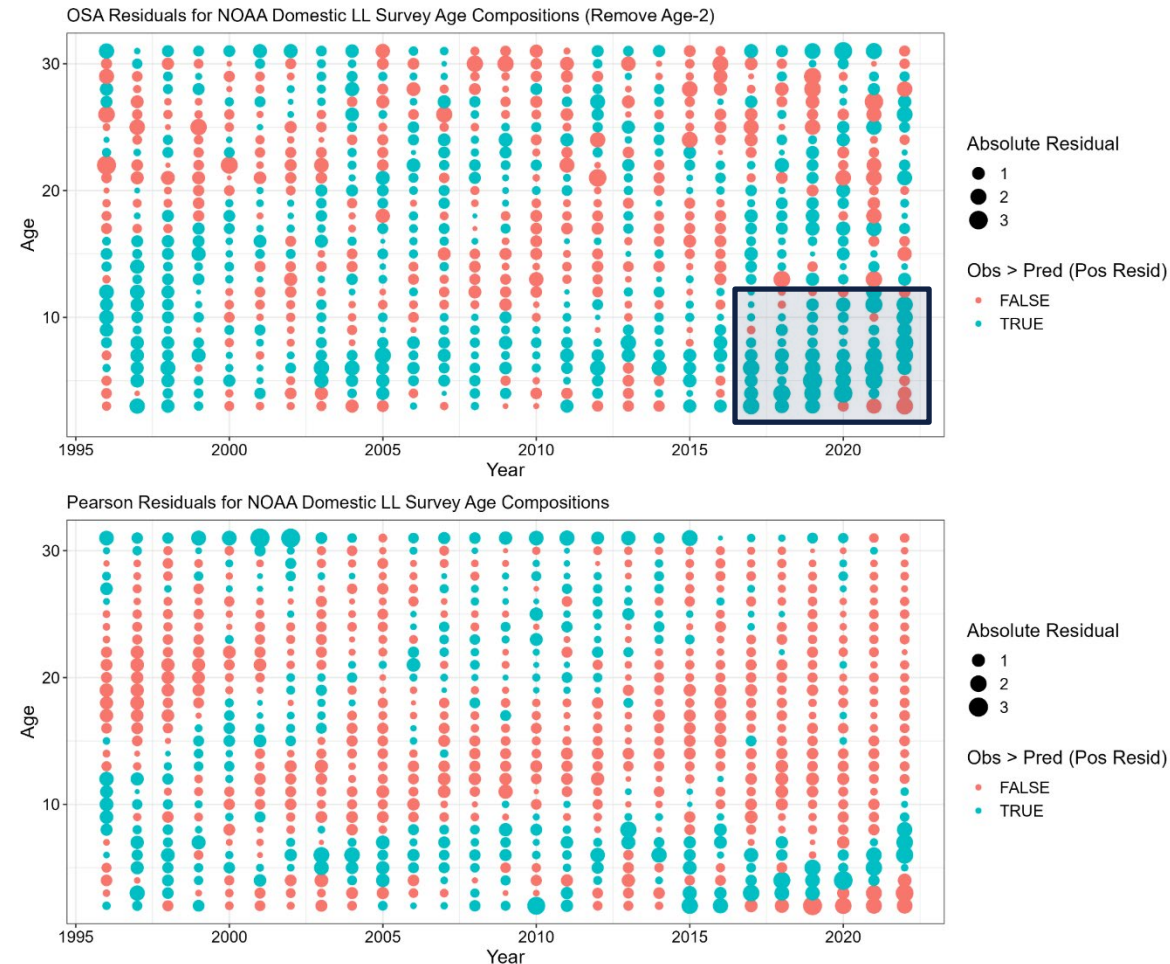 OSA Residuals for NOAA Domestic LL Survey Age Compositions (Remove Age-2)
30
20
10
Age
1995
2000
2005
2010
2015
2020
Year
Absolute Residual
1
2
3
Obs > Pred (Pos Resid)
FALSE
TRUE
Pearson Residuals for NOAA Domestic LL Survey Age Compositions
30
20
10
Age
1995
2000
2005
2010
2015
2020
Year
Absolute Residual
1
2
3
Obs > Pred (Pos Resid)
FALSE
TRUE